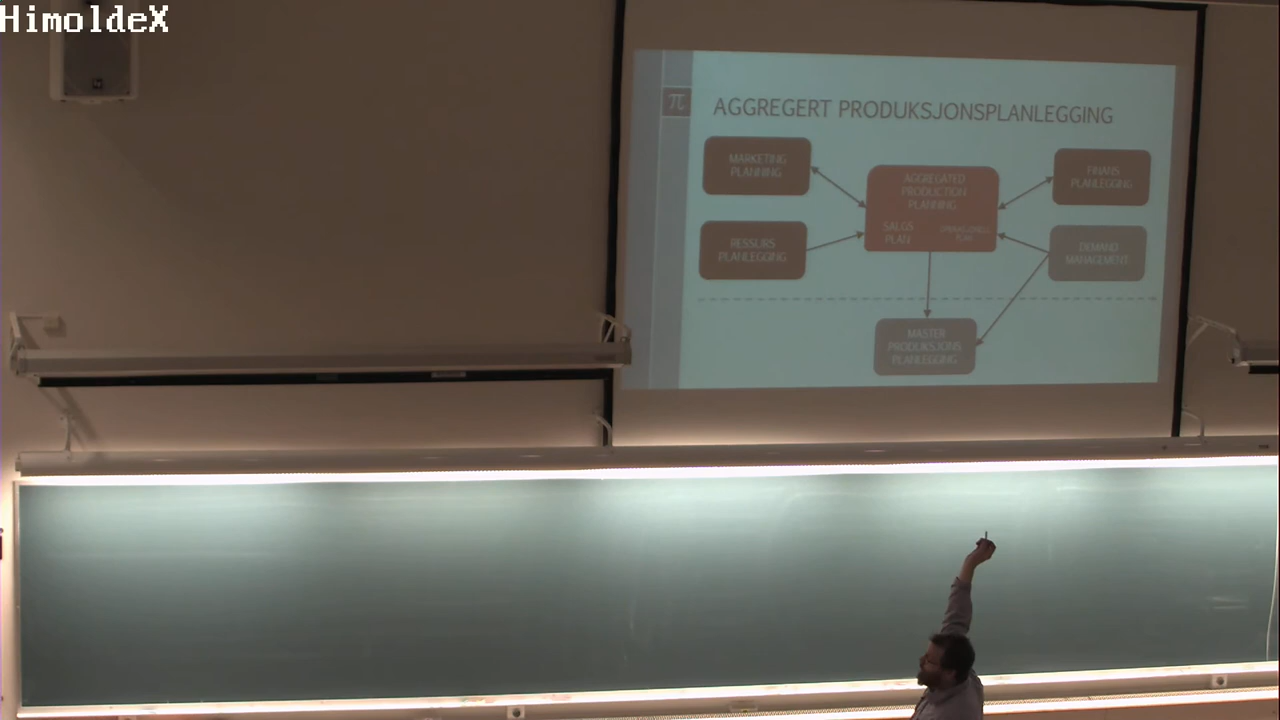 HimoldeX
π
AGGREGERT PRODUKSJONSPLANLEGGING
MARKETING
PLANNING
AGGREGATED
PRODUCTION
PLANNING
SALGS
PLAN
FINANS
PLANLEGGING
RESSURS
PLANLEGGING
DEMAND
MANAGEMENT
MASTER
PRODUKSJONS
PLANLEGGING